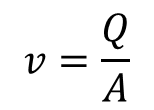 v = Q/A